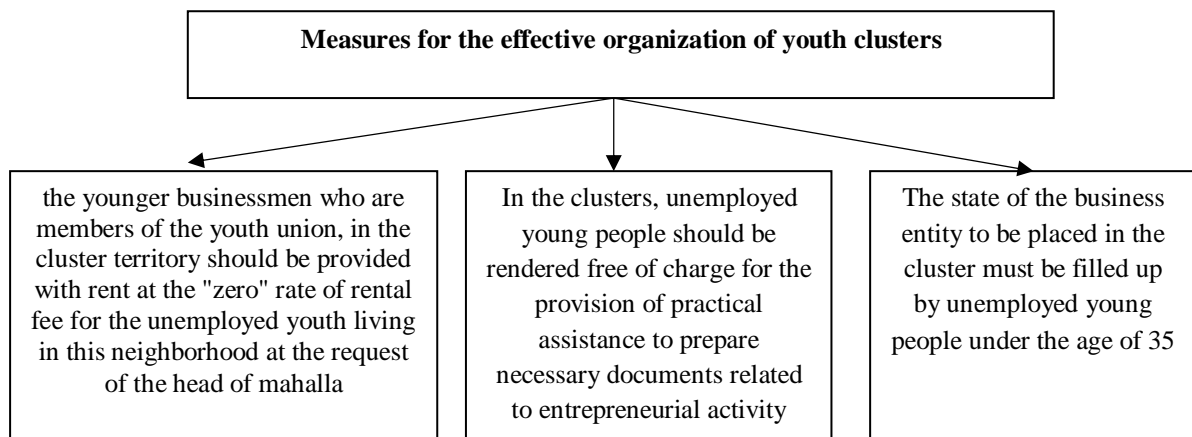 Measures for the effective organization of youth clusters
the younger businessmen who are
members of the youth union, in the
cluster territory should be provided
with rent at the "zero" rate of rental
fee for the unemployed youth living
in this neighborhood at the request
of the head of mahalla
In the clusters, unemployed
young people should be
rendered free of charge for the
provision of practical
assistance to prepare
necessary documents related
to entrepreneurial activity
The state of the business
entity to be placed in the
cluster must be filled up
by unemployed young
people under the age of 35